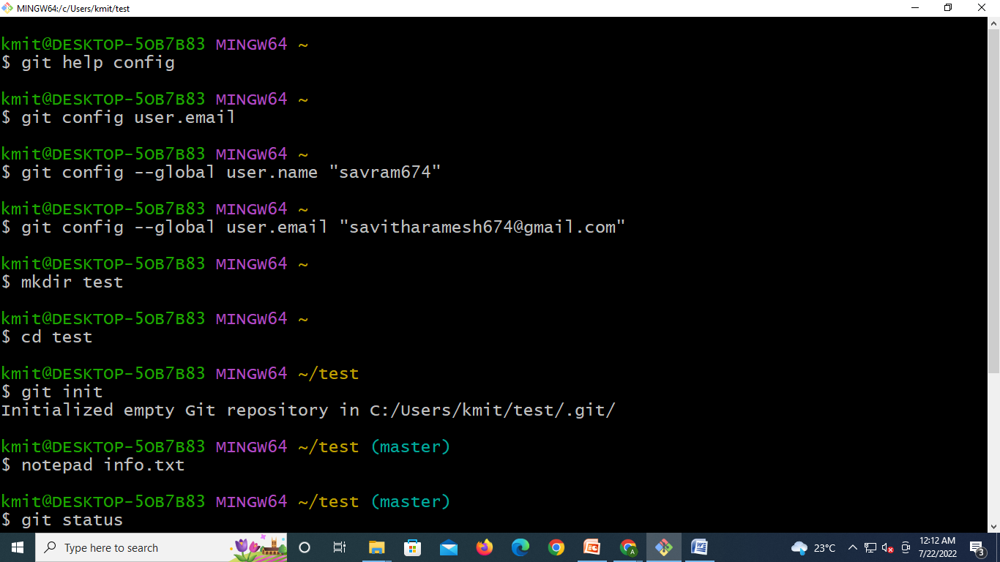 MINGW64:/c/Users/kmit/test
kmit@DESKTOP-5OB7B83 MINGW64 ~
$ git help config
kmit@DESKTOP-5OB7B83 MINGW64 ~
$ git config user.email
kmit@DESKTOP-5OB7B83 MINGW64 ~
$ git config --global user.name "savram674"
kmit@DESKTOP-5OB7B83 MINGW64 ~
$ git config --global user.email "savitharamesh674@gmail.com"
kmit@DESKTOP-5OB7B83 MINGW64 ~
$ mkdir test
kmit@DESKTOP-5OB7B83 MINGW64 ~
$ cd test
kmit@DESKTOP-5OB7B83 MINGW64 ~/test
$ git init
Initialized empty Git repository in C:/Users/kmit/test/.git/
kmit@DESKTOP-5OB7B83 MINGW64 ~/test (master)
$ notepad info.txt
kmit@DESKTOP-5OB7B83 MINGW64 ~/test (master)
$ git status
Type here to search
23°C
12:12 AM
7/22/2022
3